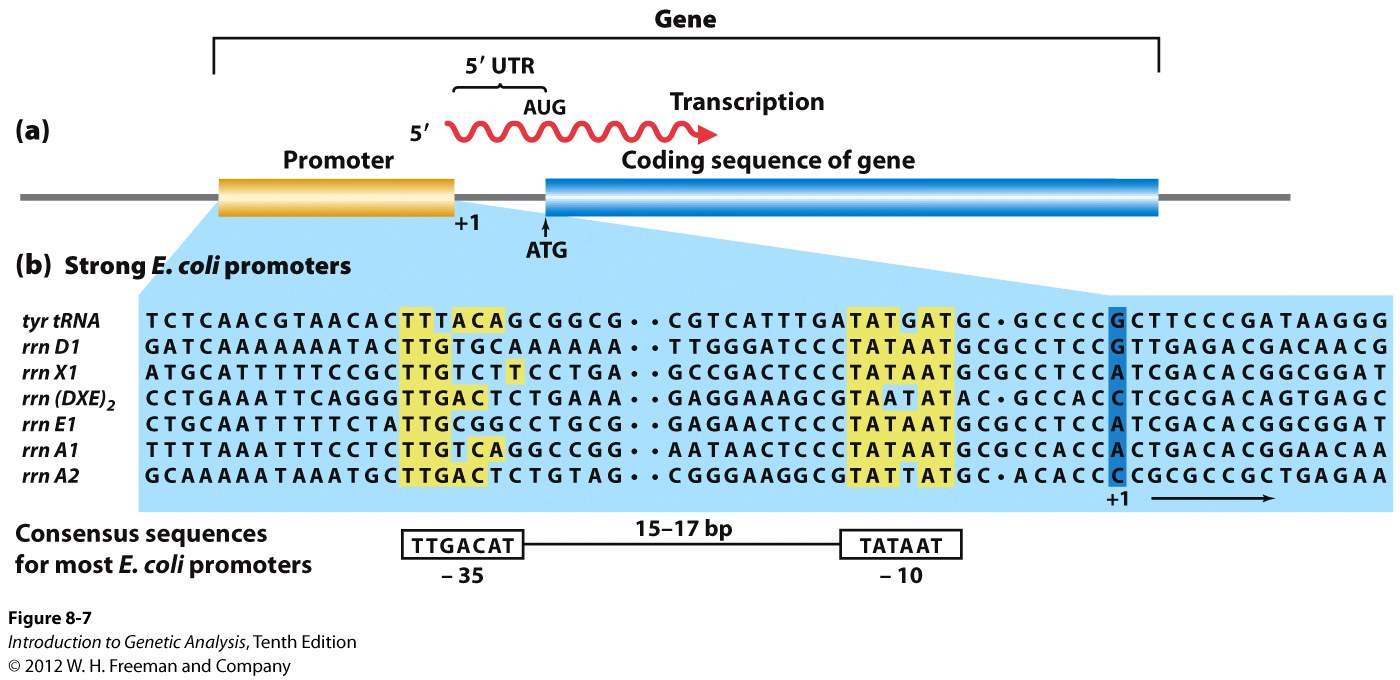 Gene
5′ UTR
AUG
Transcription
(a)
5′
Promoter
Coding sequence of gene
+1
ATG
(b) Strong E. coli promoters
tyr tRNA TCTCAACGTAACACTTTACAGCGGCG··CGTCATTTGATATGATGC·GCCCCGCTTCCCGATAAGGG
rrn D1 GATCAAAAAAATACTTGTGCAAAAAA··TTGGGATCCCTATAATGCGCCTCCGTTGAGACGACAACG
rrn X1 ATGCATTTTTCCGCTTGTCTTCCTGA··GCCGACTCCCTATAATGCGCCTCCATCGACACGGCGGAT
rrn (DXE)2 CCTGAAATTCAGGGTTGACTCTGAAA··GAGGAAAGCGTAATATAC·GCCACCTCGCGACAGTGAGC
rrn E1 CTGCAATTTTTCTATTGCGGCCTGCG··GAGAACTCCCTATAATGCGCCTCCATCGACACGGCGGAT
rrn A1 TTTTAAATTTCCTCTTGTCAGGCCGG··AATAACTCCCTATAATGCGCCACCACTGACACGGAACAA
rrn A2 GCAAAAATAAATGCTTGACTCTGTAG··CGGGAAGGCGTATTATGC·ACACCCCGCGCCGCTGAGAA
+1
Consensus sequences
for most E. coli promoters
TTGACAT
15–17 bp
TATAAT
– 35
– 10
Figure 8-7
Introduction to Genetic Analysis, Tenth Edition
© 2012 W. H. Freeman and Company